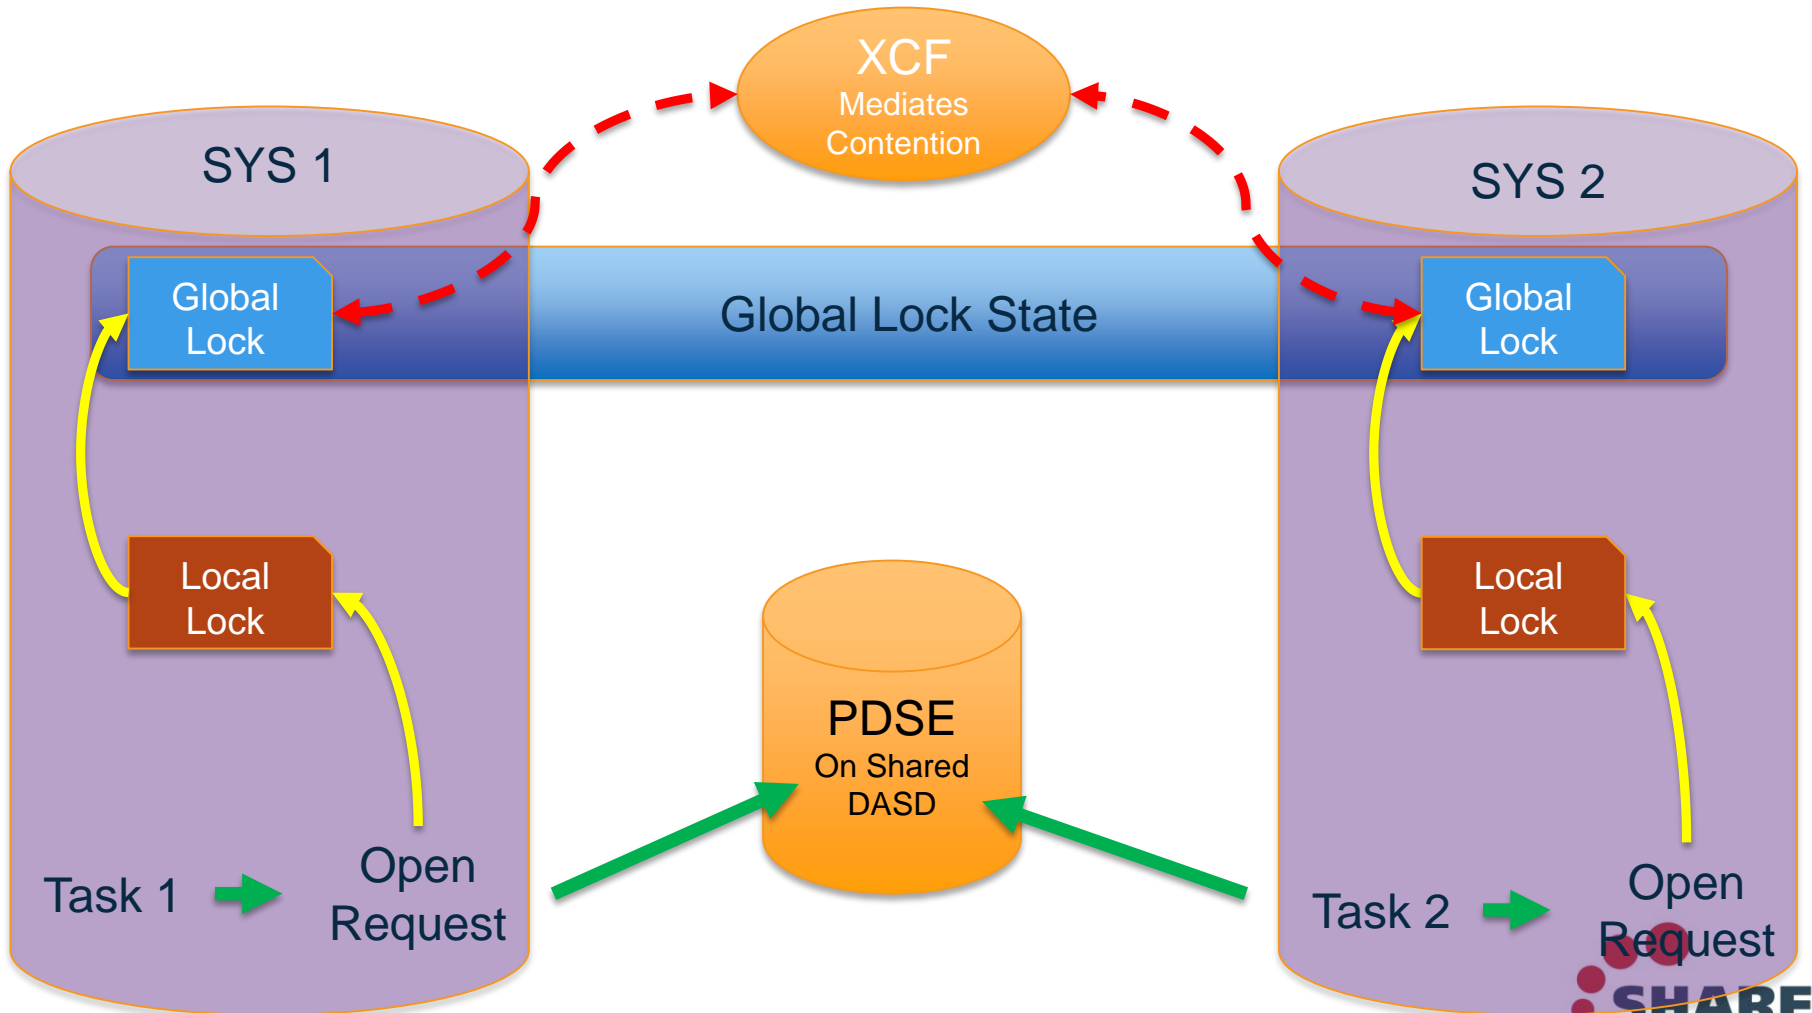 XCF
Mediates
Contention
SYS 1
SYS 2
Global
Lock
Global Lock State
Global
Lock
Local
Lock
Local
Lock
PDSE
On Shared
DASD
Task 1
Open
Request
Task 2
Open
Request
SHARE